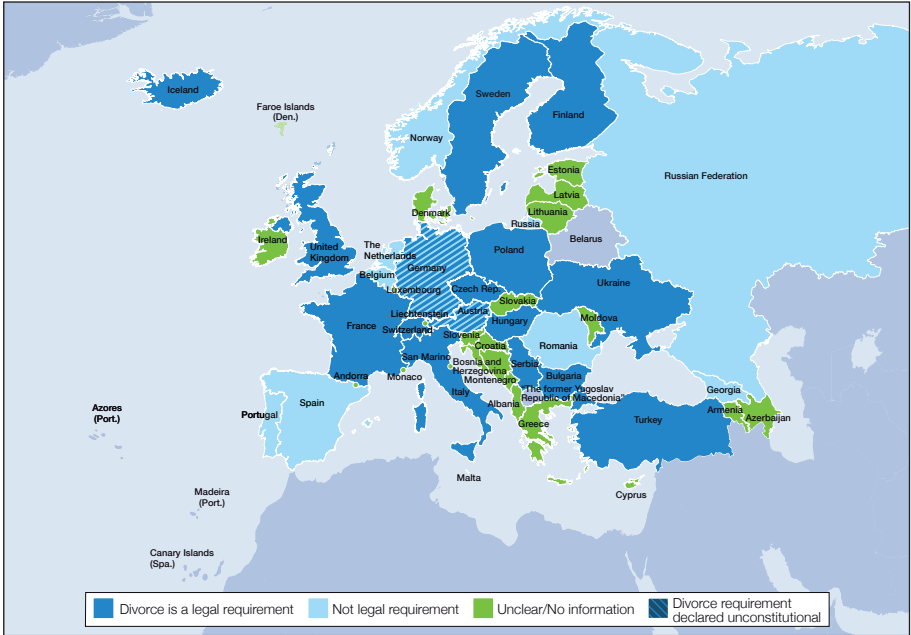 Iceland
Faroe Islands
(Den.)
Sweden
Finland
Norway
Russian Federation
Estonia
Latvia
Lithuania
Denmark
Russia
Belarus
Ireland
United
Kingdom
The
Netherlands
Poland
Belgium
Germany
Ukraine
Luxembourg
Czech Rep.
Slovakia
Liechtenstein
Austria
Moldova
France
Switzerland
Hungary
Slovenia
Croatia
Romania
San Marino
Bosnia and
Herzegovina
Serbia
Andorra
Monaco
Montenegro
Bulgaria
Italy
"The former Yugoslav
Republic of Macedonia"
Georgia
Azores
(Port.)
Portugal
Spain
Albania
Armenia
Azerbaijan
Greece
Turkey
Malta
Cyprus
Madeira
(Port.)
Canary Islands
(Spa.)
Divorce is a legal requirement
Not legal requirement
Unclear/No information
Divorce requirement
declared unconstitutional